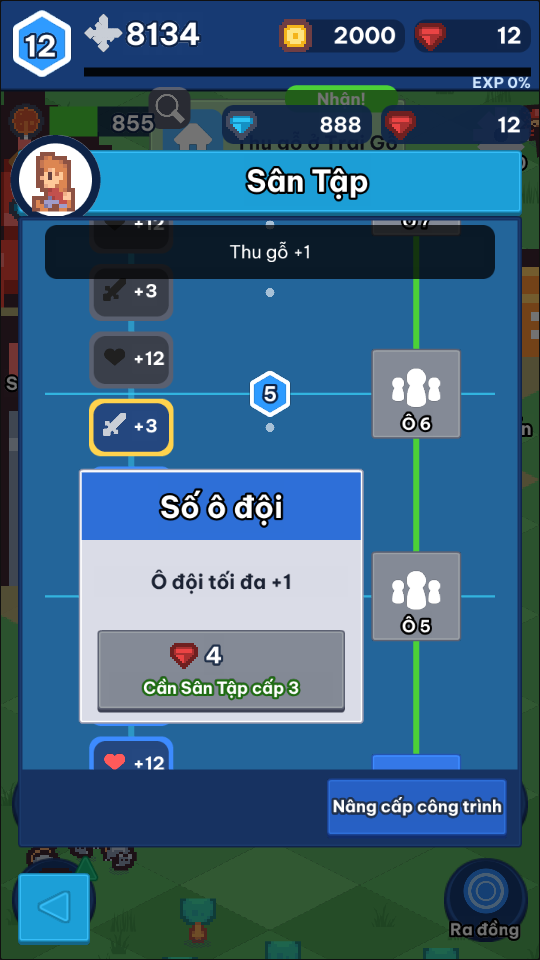 12
8134
2000
12
EXP 0%
Nhận!
855
888
12
Sân Tập
+12
Thu gỗ +1
+3
+12
5
Ô 6
+3
Số ô đội
Ô đội tối đa +1
Ô 5
4
Cần Sân Tập cấp 3
+12
Nâng cấp công trình
Ra đồng